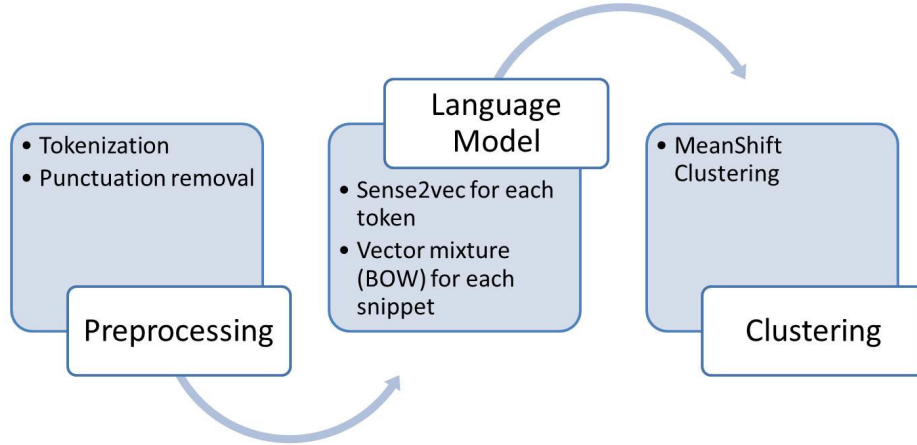 • Tokenization
• Punctuation removal
Preprocessing
Language
Model
• Sense2vec for each
token
• Vector mixture
(BOW) for each
snippet
• MeanShift
Clustering
Clustering